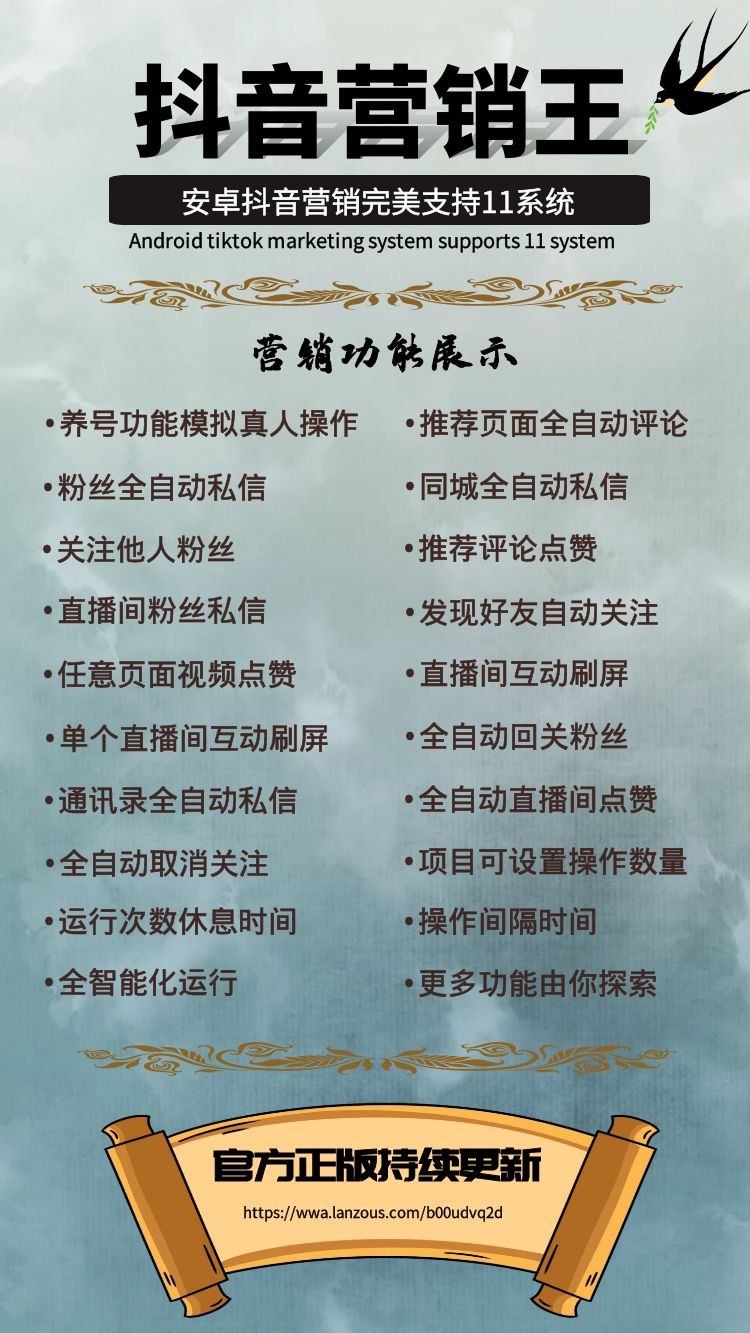 抖音营销王
安卓抖音营销完美支持11系统
Android tiktok marketing system supports 11 system
营销功能展示
•养号功能模拟真人操作
•推荐页面全自动评论
•粉丝全自动私信
•同城全自动私信
•关注他人粉丝
•推荐评论点赞
•直播间粉丝私信
•发现好友自动关注
•任意页面视频点赞
•直播间互动刷屏
•单个直播间互动刷屏
•全自动回关粉丝
•通讯录全自动私信
•全自动直播间点赞
•全自动取消关注
•项目可设置操作数量
•运行次数休息时间
•操作间隔时间
•全智能化运行
•更多功能由你探索
官方正版持续更新
https://wwa.lanzous.com/b00udvq2d